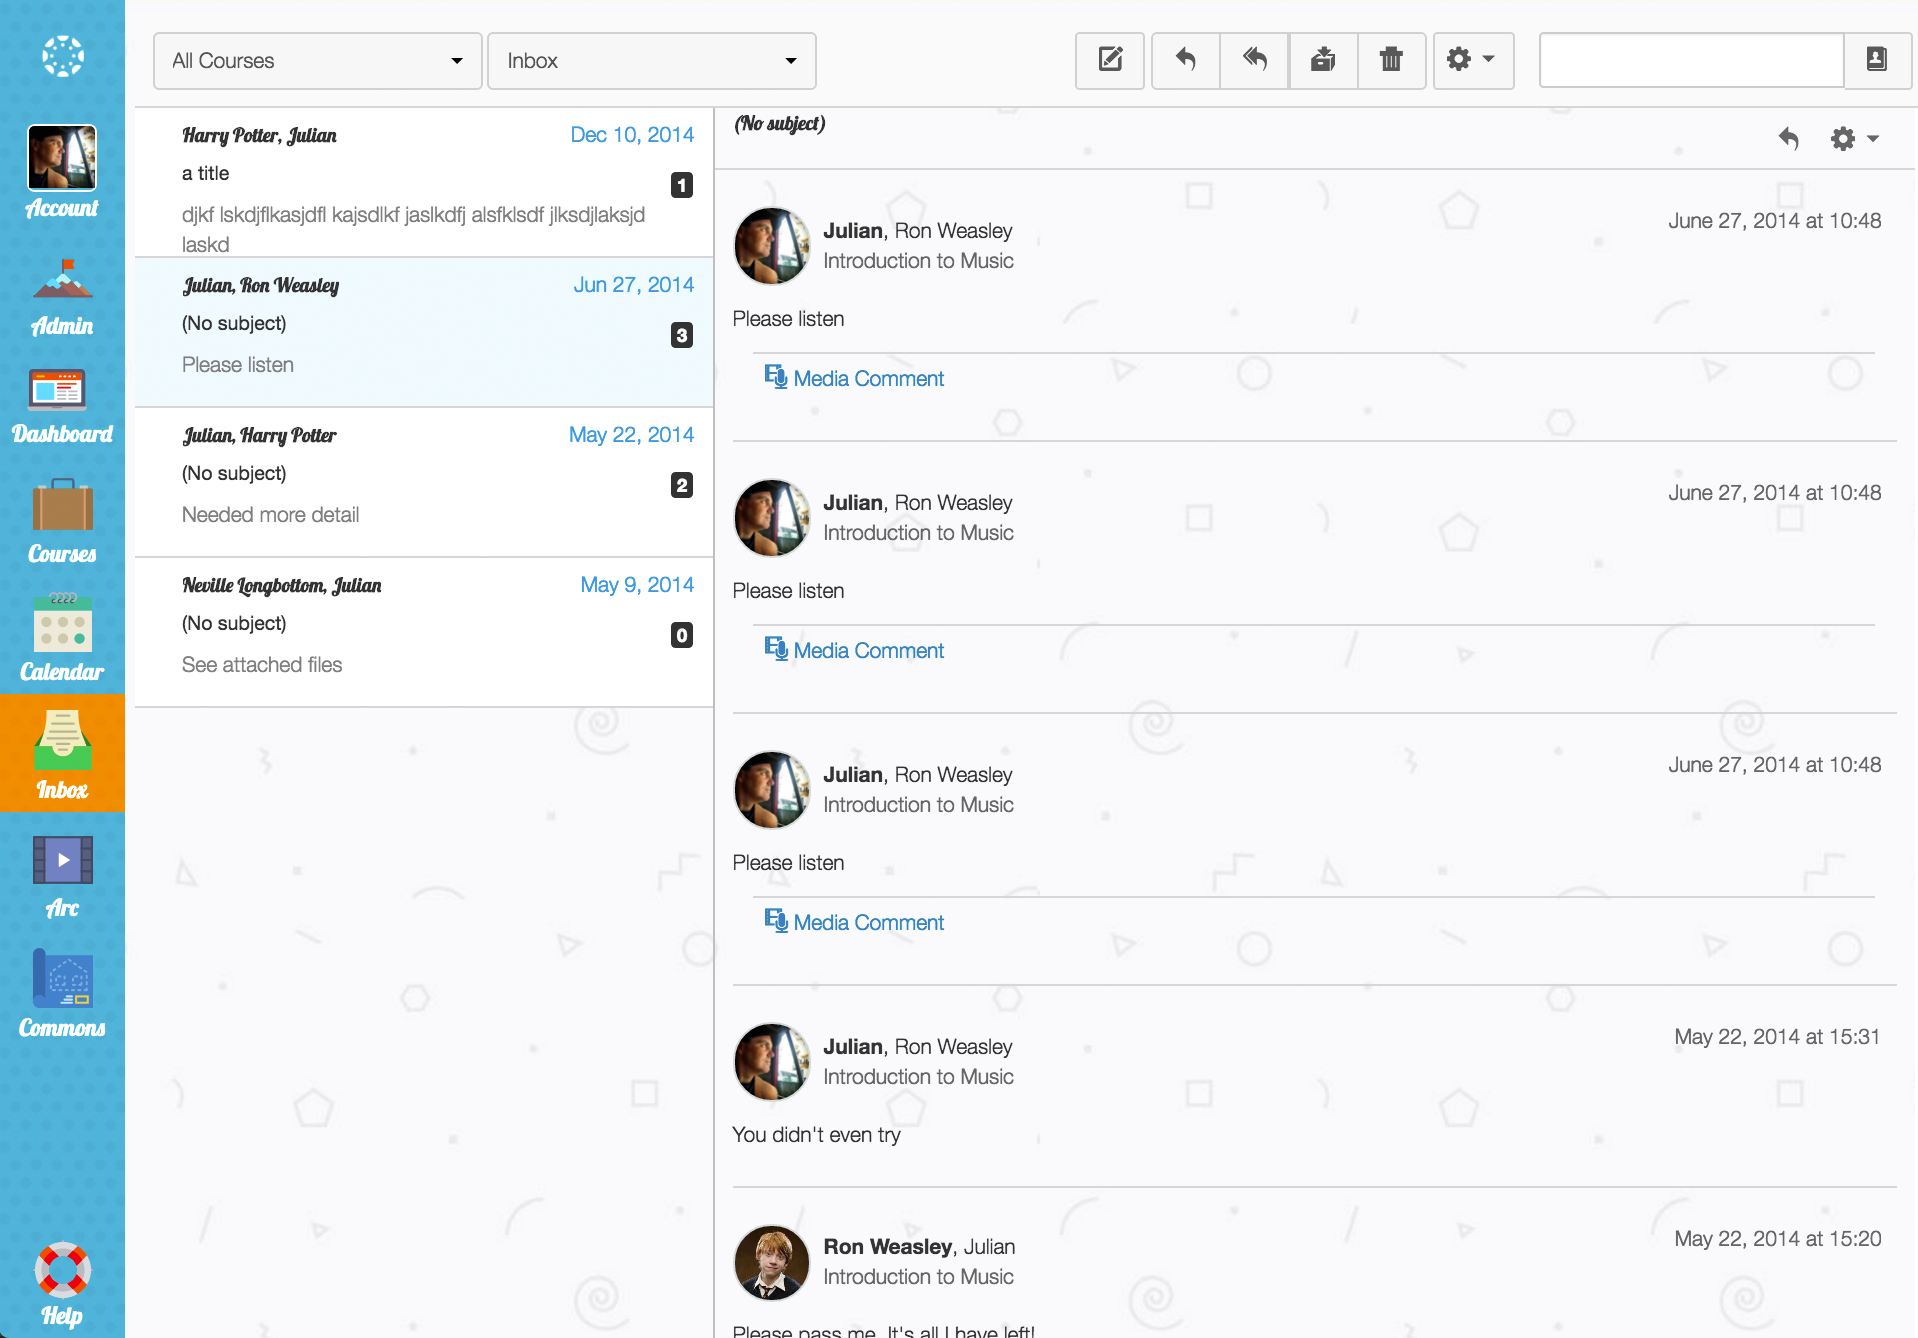 All Courses
Inbox
Account
Admin
Dashboard
Courses
Calendar
Inbox
Arc
Commons
Help
Harry Potter, Julian
Dec 10, 2014
a title
1
djkf lskdjflkasjdfl kajsdlkf jaslkdfj alsfklsdf jlksdjlaksjd
laskd
Julian, Ron Weasley
Jun 27, 2014
(No subject)
3
Please listen
Julian, Harry Potter
May 22, 2014
(No subject)
2
Needed more detail
Neville Longbottom, Julian
May 9, 2014
(No subject)
0
See attached files
(No subject)
Julian, Ron Weasley
June 27, 2014 at 10:48
Introduction to Music
Please listen
Media Comment
Julian, Ron Weasley
June 27, 2014 at 10:48
Introduction to Music
Please listen
Media Comment
Julian, Ron Weasley
June 27, 2014 at 10:48
Introduction to Music
Please listen
Media Comment
Julian, Ron Weasley
May 22, 2014 at 15:31
Introduction to Music
You didn't even try
Ron Weasley, Julian
May 22, 2014 at 15:20
Introduction to Music
Please pass me. It's all I have left!